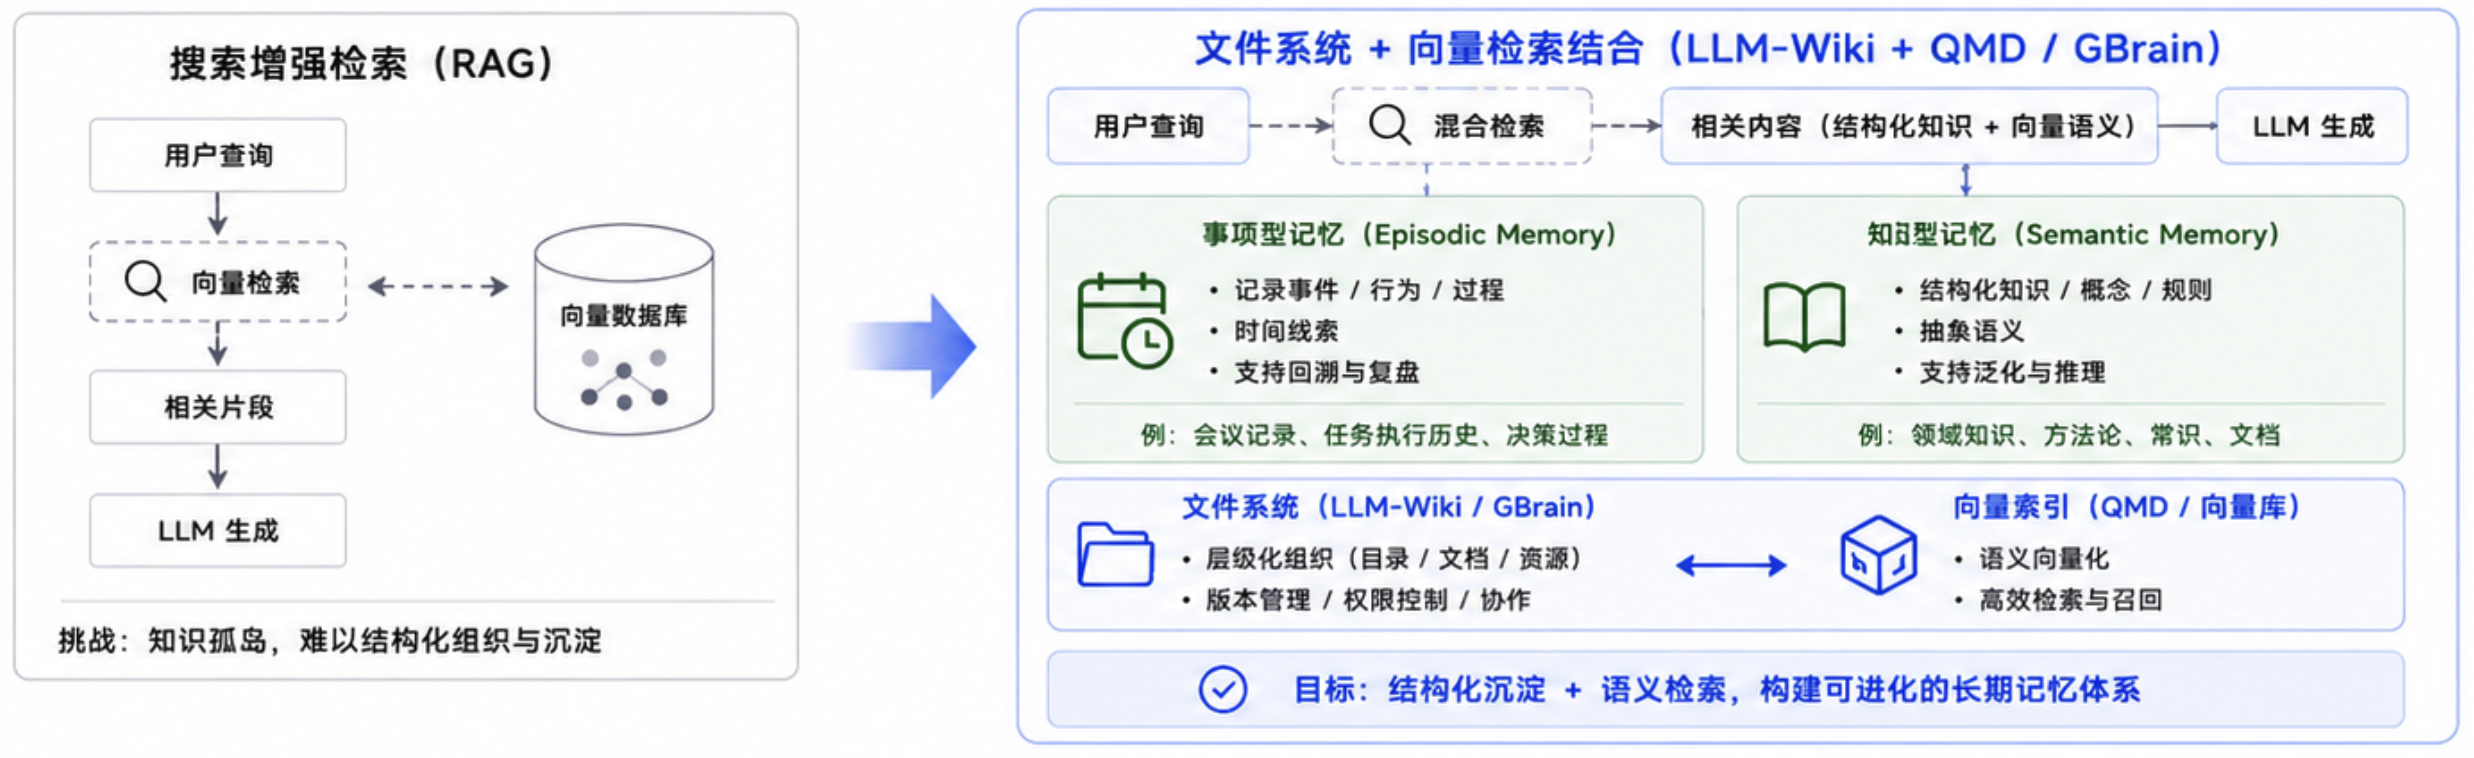 搜索增强检索（RAG）
用户查询
向量检索
向量数据库
相关片段
LLM 生成
挑战：知识孤岛，难以结构化组织与沉淀
文件系统 + 向量检索结合（LLM-Wiki + QMD / GBrain）
用户查询
混合检索
相关内容（结构化知识 + 向量语义）
LLM 生成
事项型记忆（Episodic Memory）
• 记录事件 / 行为 / 过程
• 时间线索
• 支持回溯与复盘
例：会议记录、任务执行历史、决策过程
型记忆（Semantic Memory）
• 结构化知识 / 概念 / 规则
• 抽象语义
• 支持泛化与推理
例：领域知识、方法论、常识、文档
文件系统（LLM-Wiki / GBrain）
• 层级化组织（目录 / 文档 / 资源）
• 版本管理 / 权限控制 / 协作
向量索引（QMD / 向量库）
• 语义向量化
• 高效检索与召回
目标：结构化沉淀 + 语义检索，构建可进化的长期记忆体系